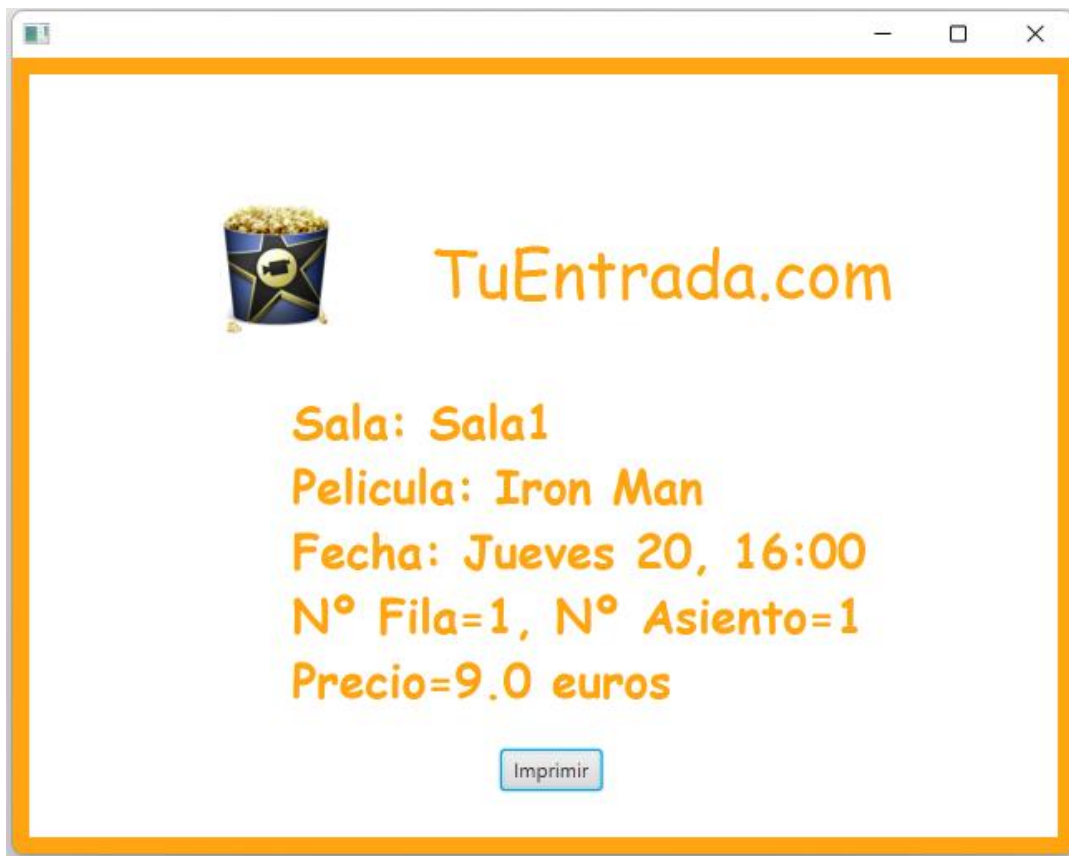 TuEntrada.com
Sala: Sala1
Pelicula: Iron Man
Fecha: Jueves 20, 16:00
Nº Fila=1, Nº Asiento=1
Precio=9.0 euros
Imprimir